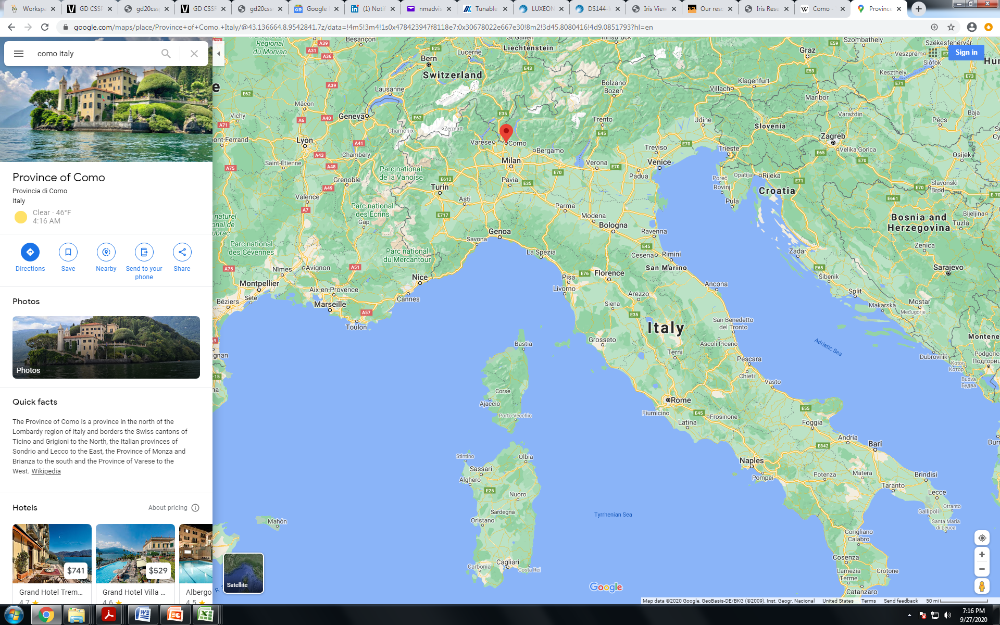 Workspa
GD CSSF
gd20css
GD CSSF
gd20css
Google
(1) Notif
nmadvis
Tunable
LUXEON
DS144-l
Iris View
Our resc
Iris Rese
Como -
Province
google.com/maps/place/Province+of+Como,+Italy/@43.136664,8.9542841,7z/data=!4m5!3m4!1s0x478423947f8118e7:0x30678022e667e30!8m2!3d45.8080416!4d9.0851793?hl=en
como italy
Province of Como
Provincia di Como
Italy
Clear · 46°F
4:16 AM
Directions
Save
Nearby
Send to your
phone
Share
Photos
Photos
Quick facts
The Province of Como is a province in the north of the
Lombardy region of Italy and borders the Swiss cantons of
Ticino and Grigioni to the North, the Italian provinces of
Sondrio and Lecco to the East, the Province of Monza and
Brianza to the south and the Province of Varese to the
West. Wikipedia
Hotels
About pricing
$741
$529
Grand Hotel Trem...
Grand Hotel Villa ...
Albergo
4.7 ★
4.6 ★
4.5 ★
Sign in
Besançon
St Gallen
Innsbruck
Liechtenstein
Régional
du Morvan
Lucerne
Bern
Switzerland
Graz
Szombathely
Székesfehérvár
Veszprém
Siófok
Keszthely
Hun
Bolzano
Bozen
Klagenfurt
Villach
Maribor
Varaždin
Lausanne
Mâcon
Geneva
Vichy
Chamonix
Zermatt
Trento
Udine
Slovenia
Zagreb
Velika Gorica
Pécs
Baja
Osijek
Lyon
ont-Ferrand
Varese
Como
Bergamo
Milan
Treviso
Venice
Verona
Padua
Trieste
Chambéry
Saint-Étienne
Grenoble
Parc national
de la Vanoise
Pavia
Turin
Asti
Poreč
Rovinj
Opatija
Rijeka
Pula
Croatia
Slavonski
Brod
Valence
Parc national
des Écrins
Gap
Parma
Modena
Bologna
Ravenna
Bosnia and
Herzegovina
Bijeljina
Tuzla
Zenica
Genoa
Savona
La Spezia
Parc national
des Cévennes
Parc national
du Mercantour
Cesena
Rimini
San Marino
Zadar
Sarajevo
Nîmes
Avignon
Nice
Pisa
Florence
Livorno
Šibenik
Split
Montpellier
Aix-en-Provence
Cannes
Marseille
Béziers
Sète
Toulon
Arezzo
Siena
Ancona
Makarska
Mostar
Međugorje
San Benedetto
del Tronto
Italy
Grosseto
Ascoli Piceno
Terni
Adriatic Sea
Montene
Dubrovnik
Podgoric
Подгориц
Kotor
Котор
Budva
Будва
gnan
Bastia
Pescara
Chieti
Vasto
Corse
Ajaccio
Porto-Vecchio
Rome
Fiumicino
Latina
Frosinone
Foggia
Andria
Bari
Durr
Stintino
Olbia
Sassari
Alghero
Naples
Pompei
Potenza
Matera
Brindisi
Taranto
Lecce
Nuoro
Sardegna
Oristano
Mahón
Tyrrhenian Sea
Otranto
Gallipoli
Santa Maria
di Leuca
Corigliano
Calabro
Cosenza
Carbonia
Cagliari
Costa Rei
Lamezia
Terme
Crotone
Catanzaro
Satellite
Google
Map data ©2020 Google, GeoBasis-DE/BKG (©2009), Inst. Geogr. Nacional
United States
Terms
Send feedback
50 mi
7:16 PM
9/27/2020